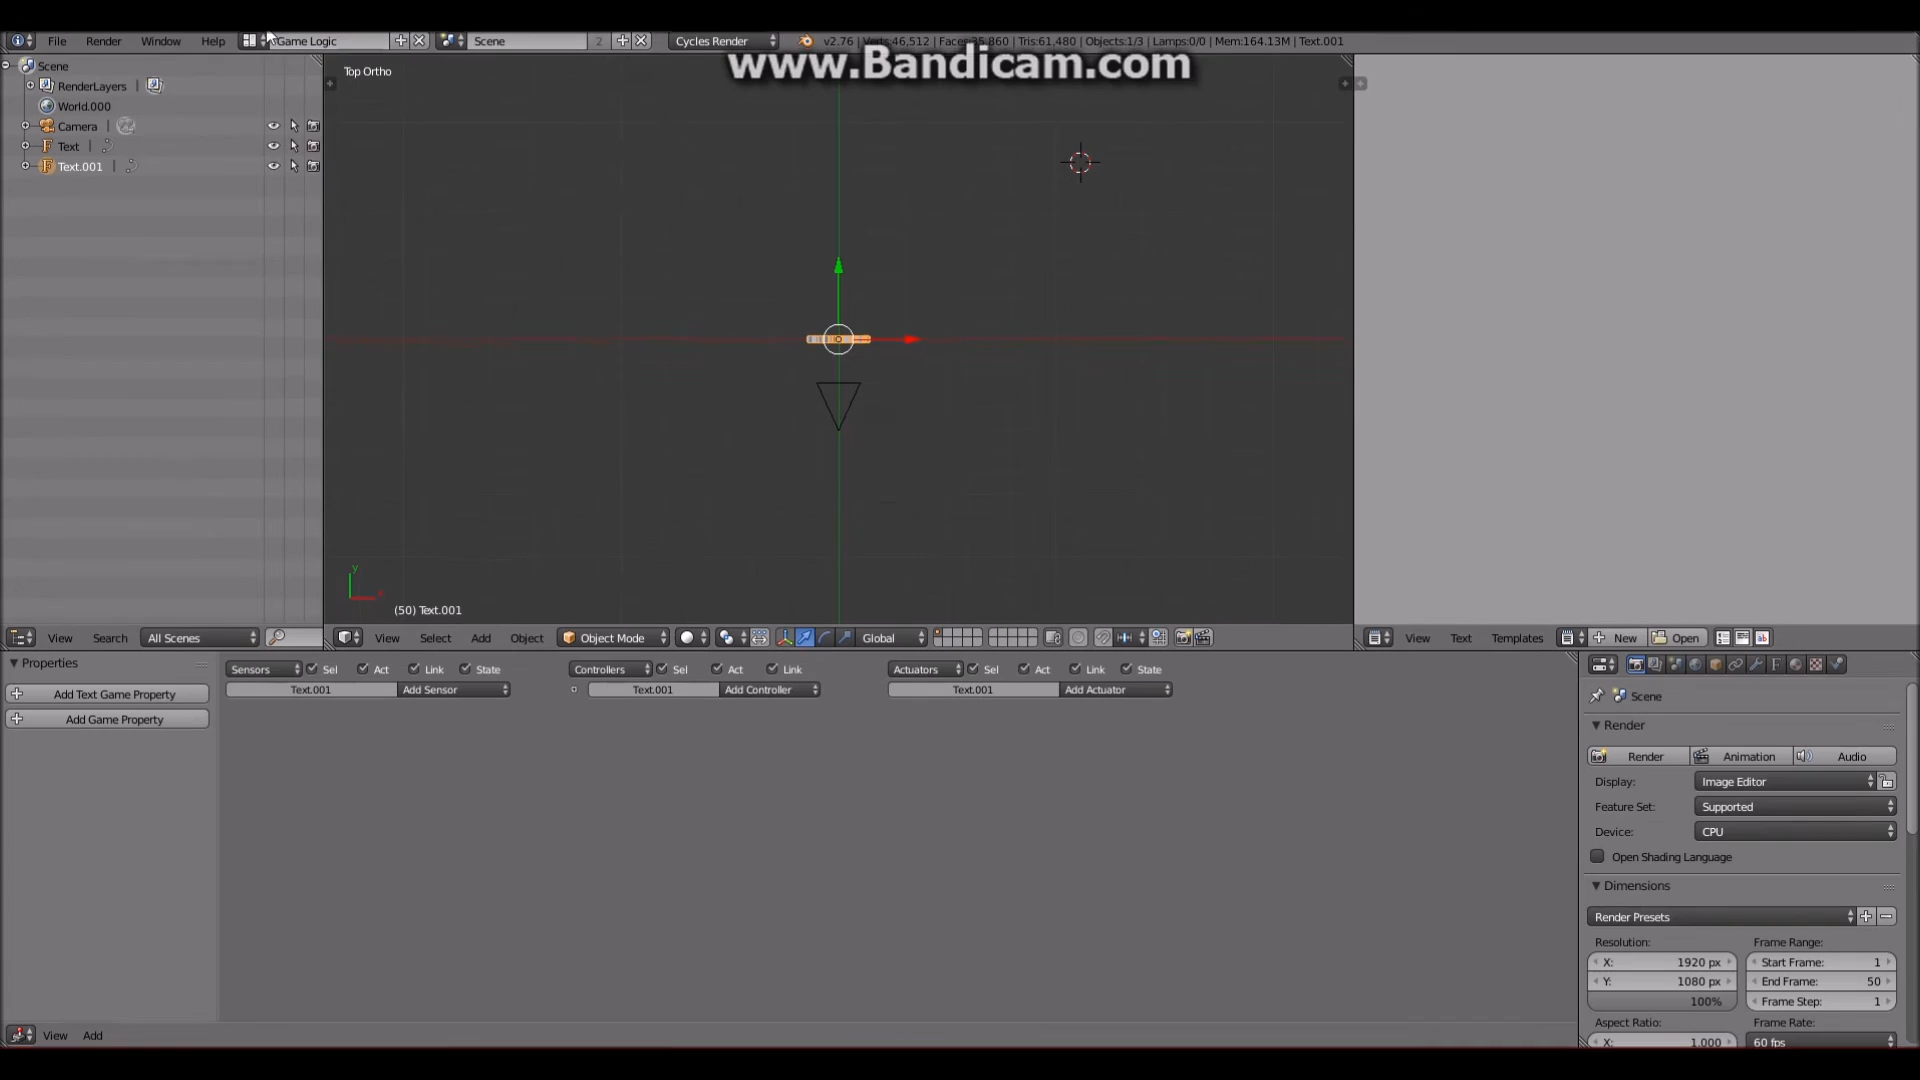 File Render Window Help Game Logic Scene 2 Cycles Render v2.76 | Verts:46,512 | Faces:35,860 | Tris:61,480 | Objects:1/3 | Lamps:0/0 | Mem:164.13M | Text.001
www.Bandicam.com
Scene
RenderLayers
World.000
Camera
Text
Text.001
Top Ortho
y
x
(50) Text.001
View Search All Scenes
View Select Add Object Object Mode Global
View Text Templates New Open
Properties
Add Text Game Property
Add Game Property
Sensors Sel Act Link State
Text.001 Add Sensor
Controllers Sel Act Link
Text.001 Add Controller
Actuators Sel Act Link State
Text.001 Add Actuator
View Add
Scene
Render
Render Animation Audio
Display: Image Editor
Feature Set: Supported
Device: CPU
Open Shading Language
Dimensions
Render Presets
Resolution: Frame Range:
X: 1920 px Start Frame: 1
Y: 1080 px End Frame: 50
100% Frame Step: 1
Aspect Ratio: Frame Rate:
X: 1.000 60 fps